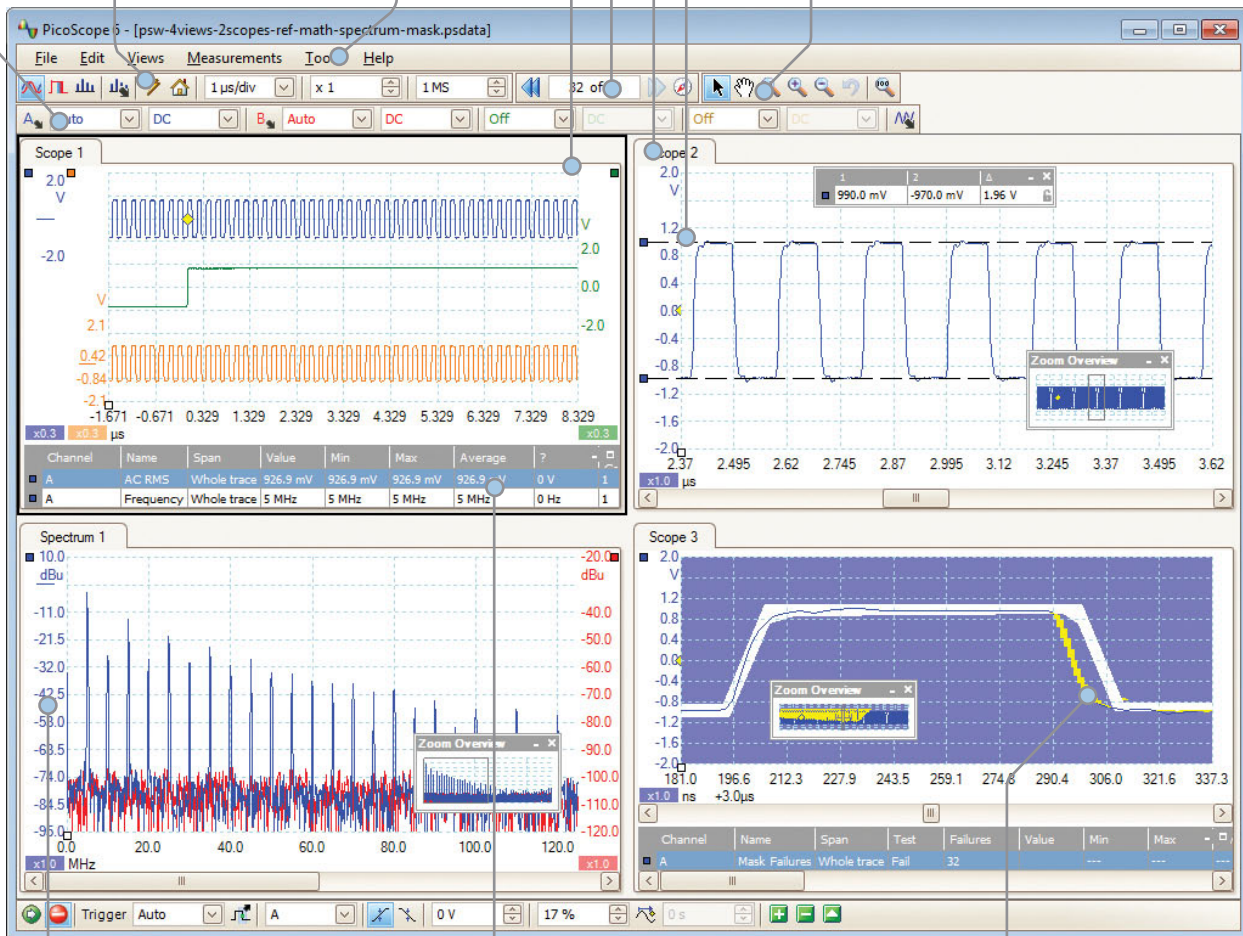 PicoScope 6 - [psw-4views-2scopes-ref-math-spectrum-mask.psdata]
File Edit Views Measurements Help
1 µs/div x 1 1 MS 32 of
A DC B Auto DC Off DC Off DC
Scope 1
2.0
V
-2.0
V
2.0
0.0
-2.0
V
2.1
0.42
-0.84
-2.1
-1.671 -0.671 0.329 1.329 2.329 3.329 4.329 5.329 6.329 7.329 8.329
x0.3 x0.3 µs x0.3
Channel Name Span Value Min Max Average ?
A AC RMS Whole trace 926.9 mV 926.9 mV 926.9 mV 926.9 mV 0 V 1
A Frequency Whole trace 5 MHz 5 MHz 5 MHz 5 MHz 0 Hz 1
Scope 2
1 2 Δ
990.0 mV -970.0 mV 1.96 V
2.0
V
1.2
0.8
0.4
0.0
-0.4
-0.8
-1.2
-1.6
-2.0
Zoom Overview
2.37 2.495 2.62 2.745 2.87 2.995 3.12 3.245 3.37 3.495 3.62
x1.0 µs
Spectrum 1
10.0 -20.0
dBu dBu
-11.0 -40.0
-21.5 -50.0
-32.0 -60.0
-42.5 -70.0
-53.0 -80.0
-63.5 -90.0
-74.0 -100.0
-84.5 -110.0
-95.0 -120.0
Zoom Overview
0.0 20.0 40.0 60.0 80.0 100.0 120.0
x1.0 MHz x1.0
Scope 3
2.0
V
1.2
0.8
0.4
0.0
-0.4
-0.8
-1.2
-1.6
-2.0
Zoom Overview
181.0 196.6 212.3 227.9 243.5 259.1 274.8 290.4 306.0 321.6 337.3
x1.0 ns +3.0µs
Channel Name Span Test Failures Value Min Max
A Mask Failures Whole trace Fail 32 --- --- ---
Trigger Auto A 0 V 17 % 0 s